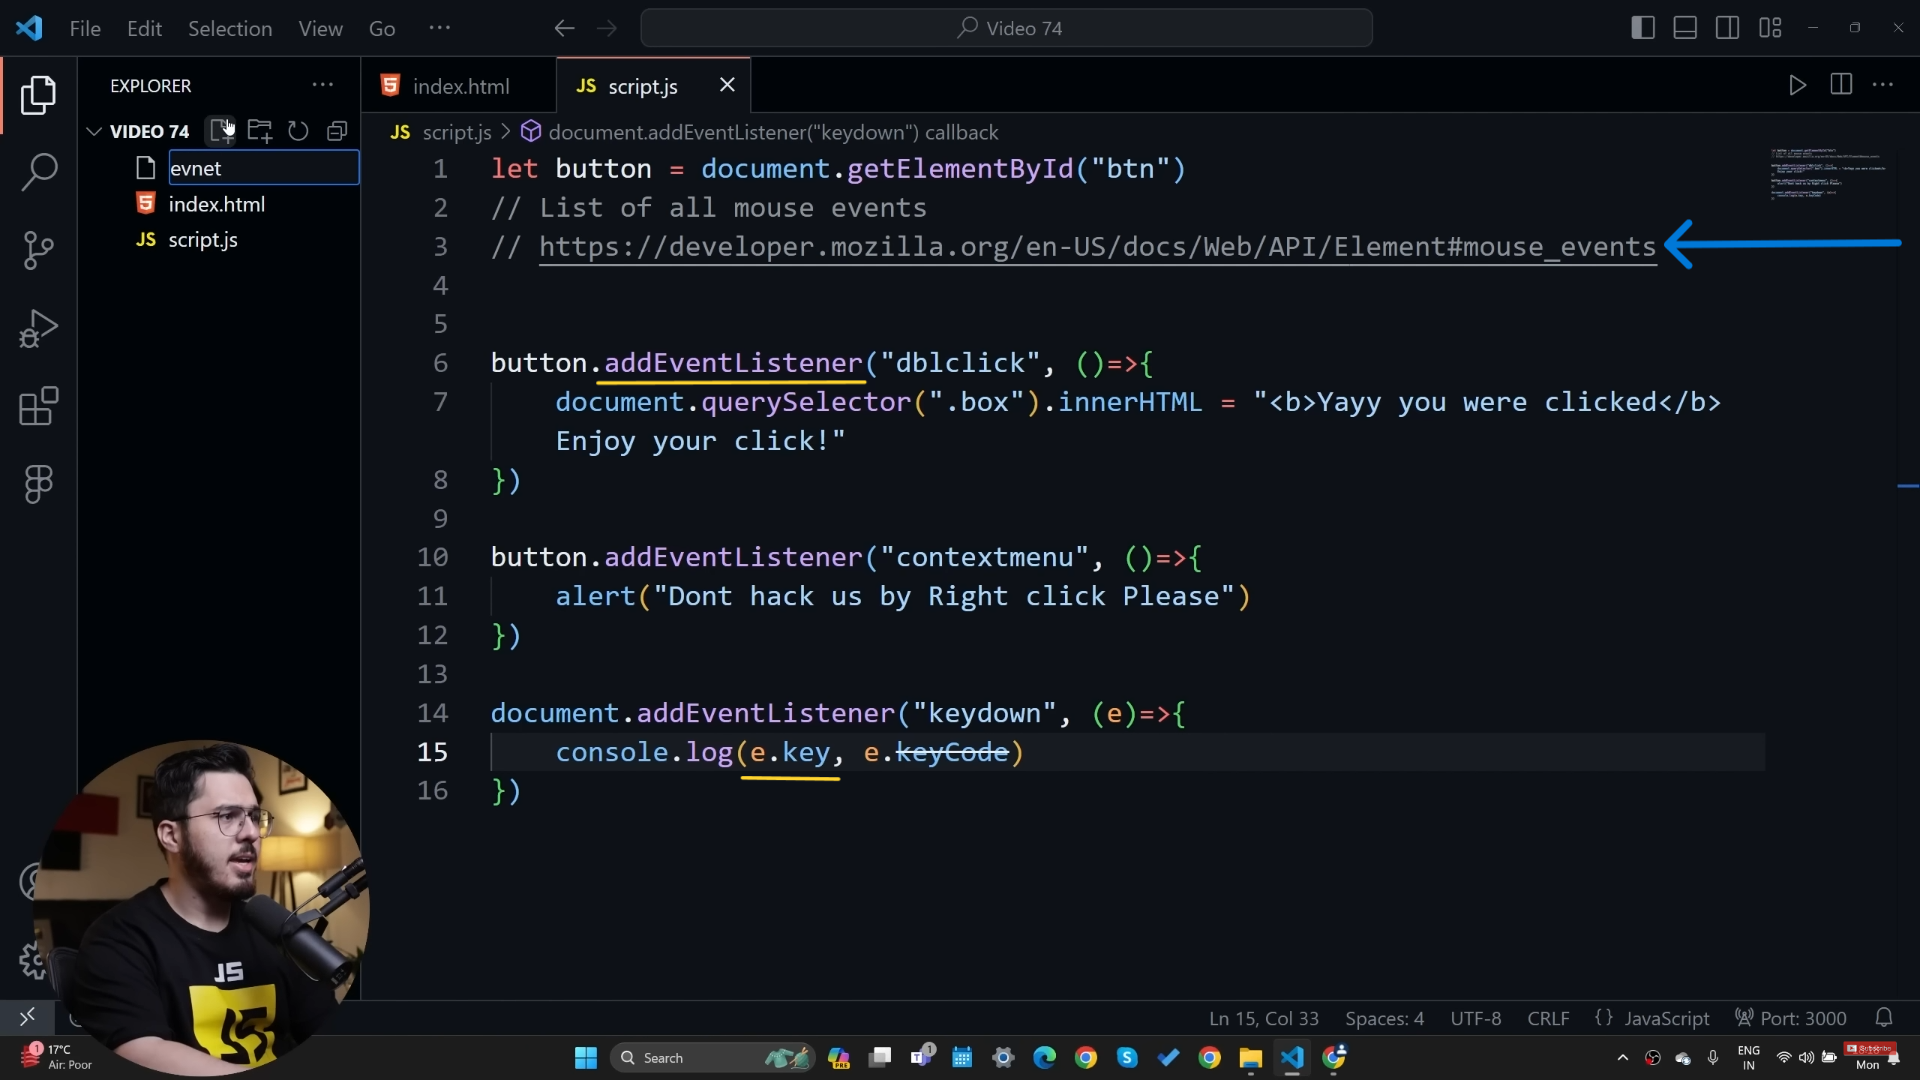 File Edit Selection View Go ···
Video 74
EXPLORER ···
index.html
JS script.js
VIDEO 74
JS script.js > document.addEventListener("keydown") callback
evnet
index.html
JS script.js
1 let button = document.getElementById("btn")
2 // List of all mouse events
3 // https://developer.mozilla.org/en-US/docs/Web/API/Element#mouse_events
4
5
6 button.addEventListener("dblclick", ()=>{
7 document.querySelector(".box").innerHTML = "<b>Yayy you were clicked</b>
Enjoy your click!"
8 })
9
10 button.addEventListener("contextmenu", ()=>{
11 alert("Dont hack us by Right click Please")
12 })
13
14 document.addEventListener("keydown", (e)=>{
15 console.log(e.key, e.keyCode)
16 })
JS
Ln 15, Col 33 Spaces: 4 UTF-8 CRLF {} JavaScript Port: 3000
1 17°C
Air: Poor
Search
PRE
1
ENG
IN
Subscribe
Mon